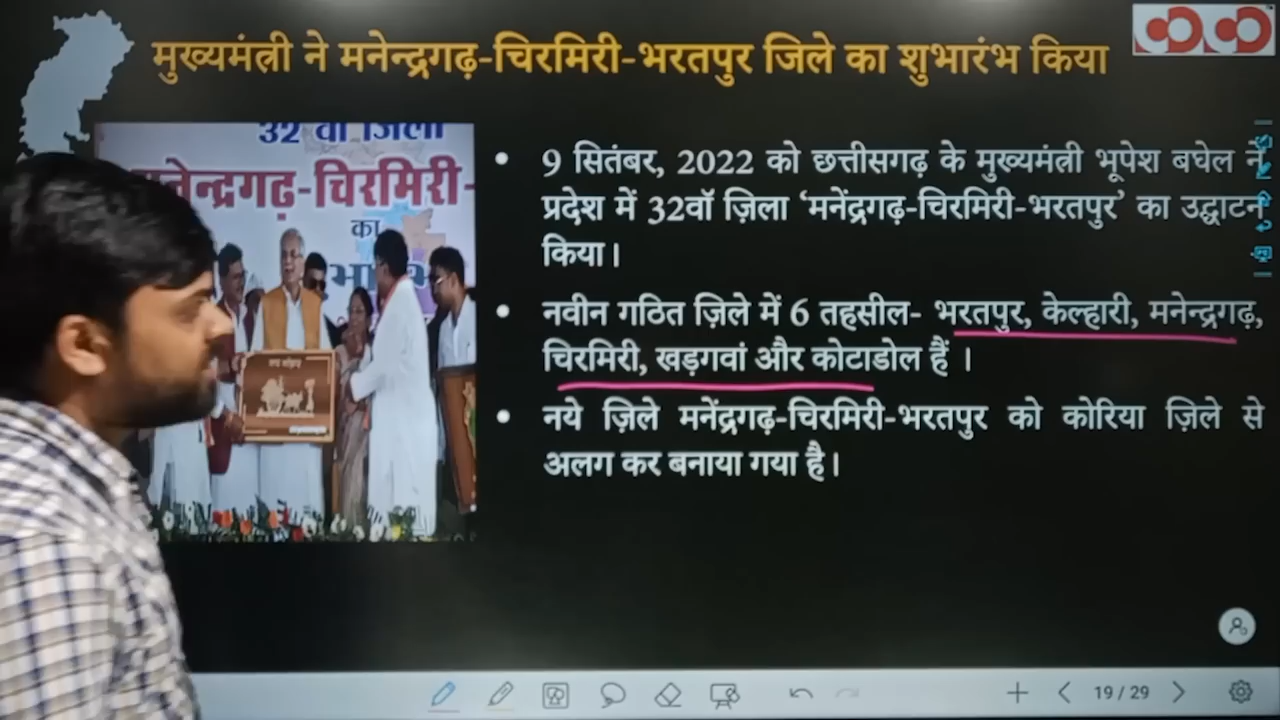 मुख्यमंत्री ने मनेन्द्रगढ़-चिरमिरी-भरतपुर जिले का शुभारंभ किया
32 वां जिला
नेन्द्रगढ़-चिरमिरी-
का
• 9 सितंबर, 2022 को छत्तीसगढ़ के मुख्यमंत्री भूपेश बघेल ने
प्रदेश में 32वॉ ज़िला ‘मनेंद्रगढ़-चिरमिरी-भरतपुर’ का उद्घाटन
किया।
• नवीन गठित ज़िले में 6 तहसील- भरतपुर, केल्हारी, मनेन्द्रगढ़,
चिरमिरी, खड़गवां और कोटाडोल हैं ।
• नये ज़िले मनेंद्रगढ़-चिरमिरी-भरतपुर को कोरिया ज़िले से
अलग कर बनाया गया है।
19 / 29